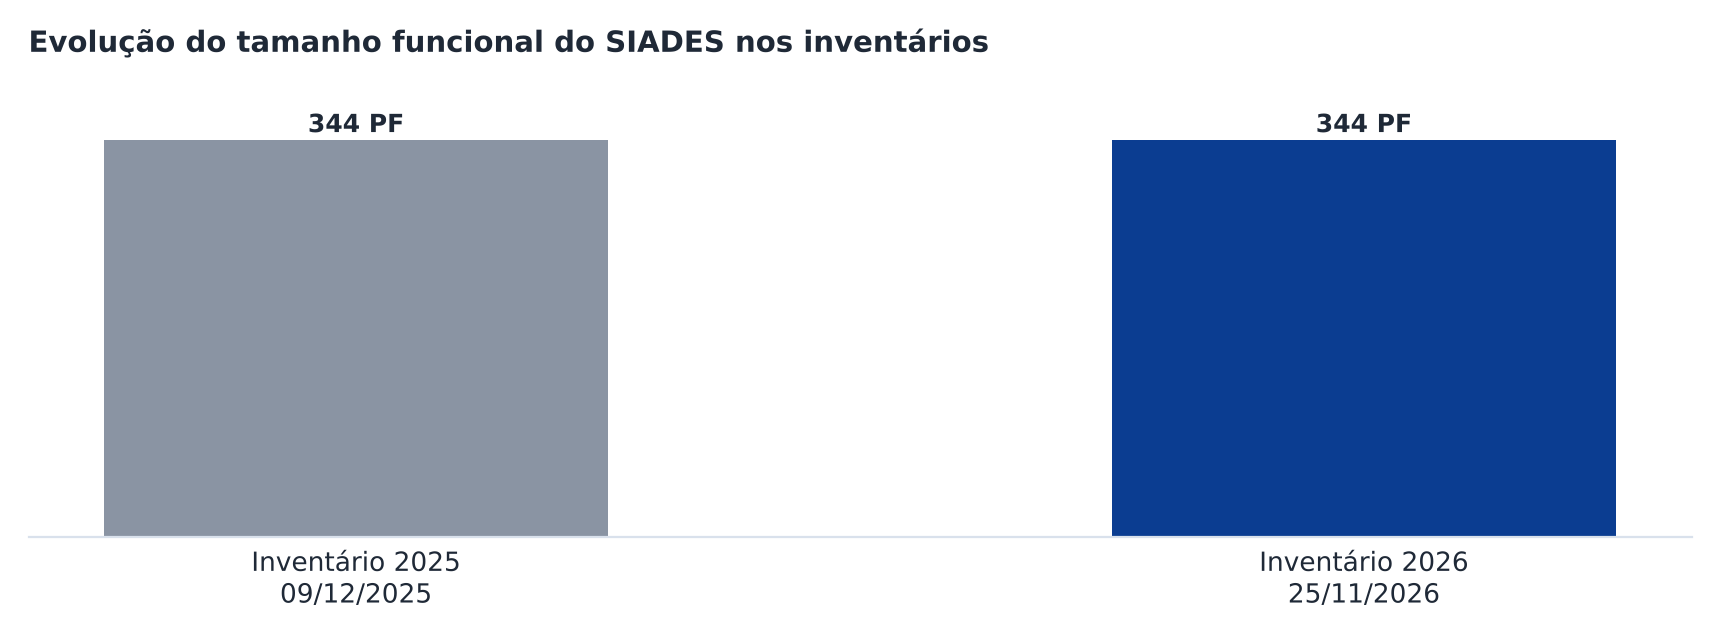 Evolução do tamanho funcional do SIADES nos inventários
344 PF
344 PF
Inventário 2025
09/12/2025
Inventário 2026
25/11/2026